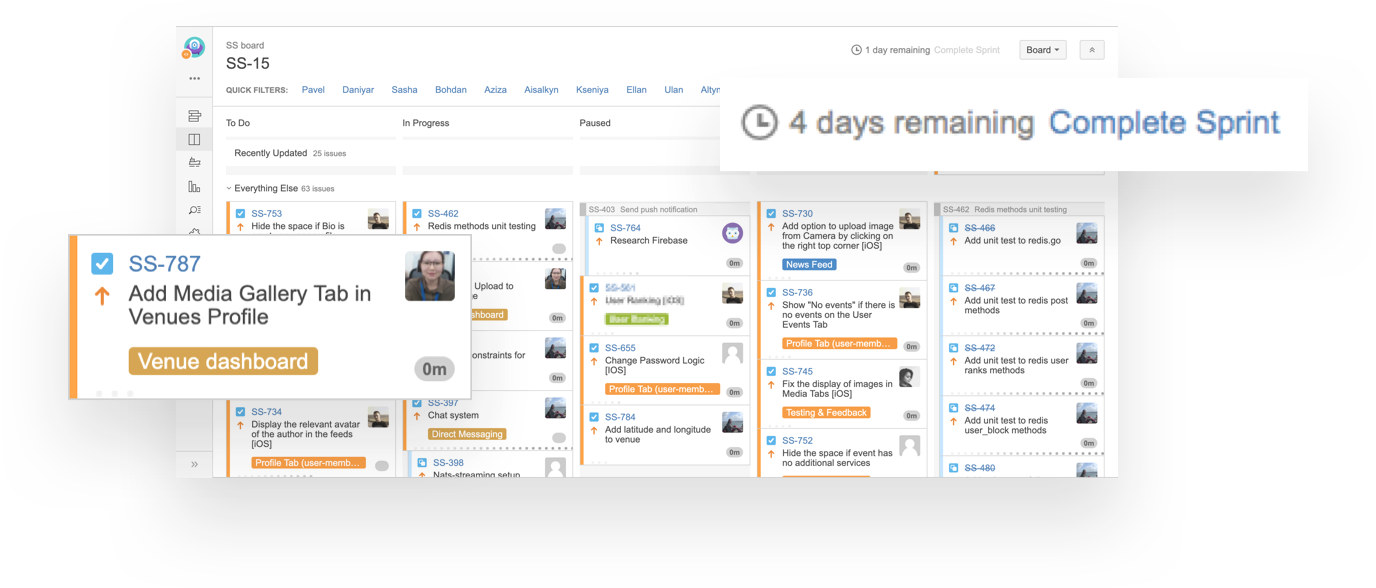 SS board
1 day remaining Complete Sprint
Board
SS-15
QUICK FILTERS: Pavel Daniyar Sasha Bohdan Aziza Aisalkyn Kseniya Ellan Ulan
4 days remaining Complete Sprint
To Do
In Progress
Paused
Recently Updated 25 issues
Everything Else 63 issues
SS-753
Hide the space if Bio is
SS-787
Add Media Gallery Tab in
Venues Profile
Venue dashboard
0m
SS-734
Display the relevant avatar
of the author in the feeds
[iOS]
Profile Tab (user-memb...
SS-462
Redis methods unit testing
Upload to
0m
0m
SS-397
Chat system
Direct Messaging
SS-398
Nats-streaming setup
SS-403 Send push notification
SS-764
Research Firebase
0m
SS-561
User Ranking [iOS]
User Ranking
0m
SS-655
Change Password Logic
[iOS]
Profile Tab (user-memb...
0m
SS-784
Add latitude and longitude
to venue
0m
SS-730
Add option to upload image
from Camera by clicking on
the right top corner [iOS]
News Feed
0m
SS-736
Show "No events" if there is
no events on the User
Events Tab
Profile Tab (user-memb...
0m
SS-745
Fix the display of images in
Media Tabs [iOS]
Testing & Feedback
0m
SS-752
Hide the space if event has
no additional services
SS-462 Redis methods unit testing
SS-466
Add unit test to redis.go
0m
SS-467
Add unit test to redis post
methods
0m
SS-472
Add unit test to redis user
ranks methods
0m
SS-474
Add unit test to redis
user_block methods
0m
SS-480